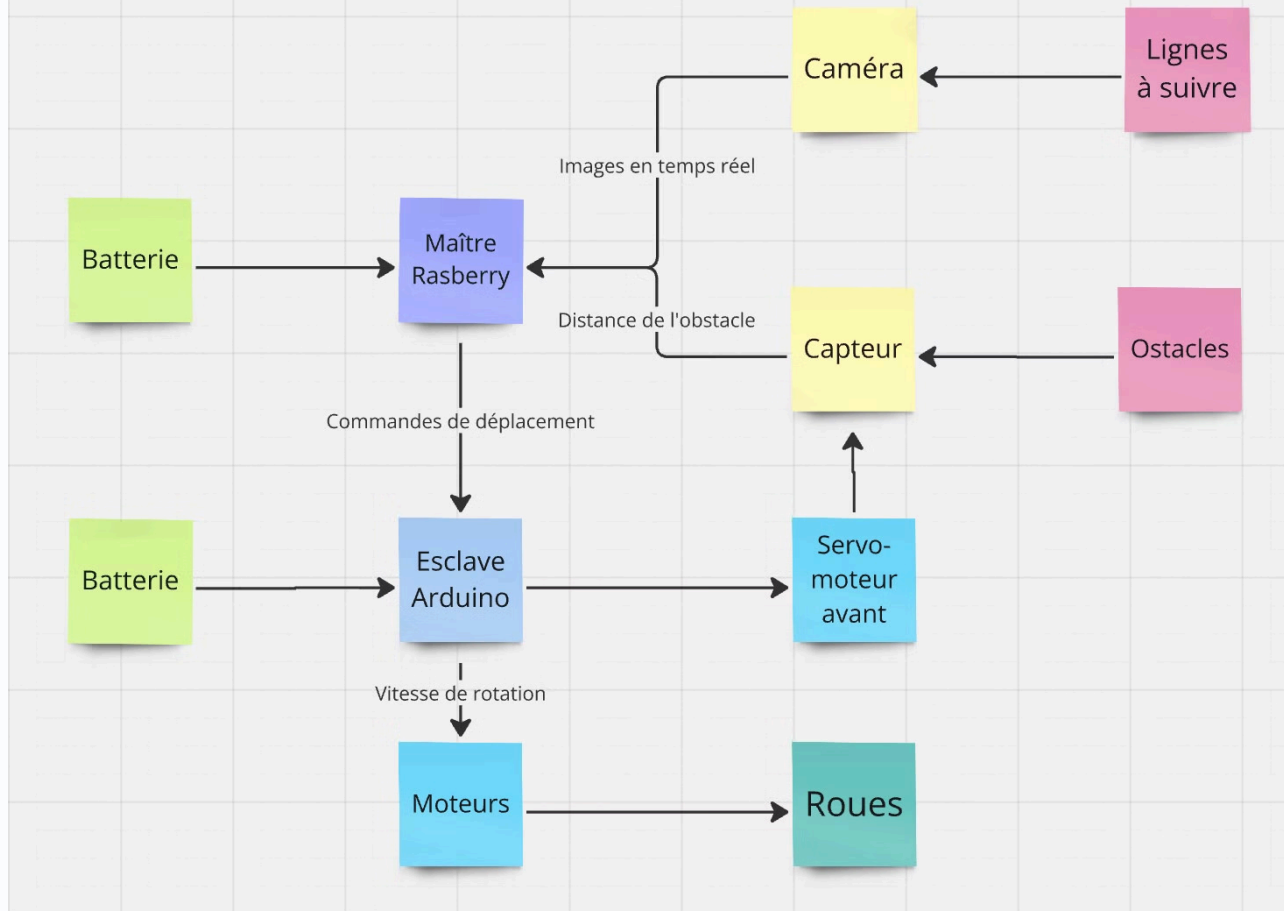 Caméra
Lignes
à suivre
Images en temps réel
Batterie
Maître
Rasberry
Distance de l'obstacle
Capteur
Ostacles
Commandes de déplacement
Batterie
Esclave
Arduino
Servo-
moteur
avant
Vitesse de rotation
Moteurs
Roues